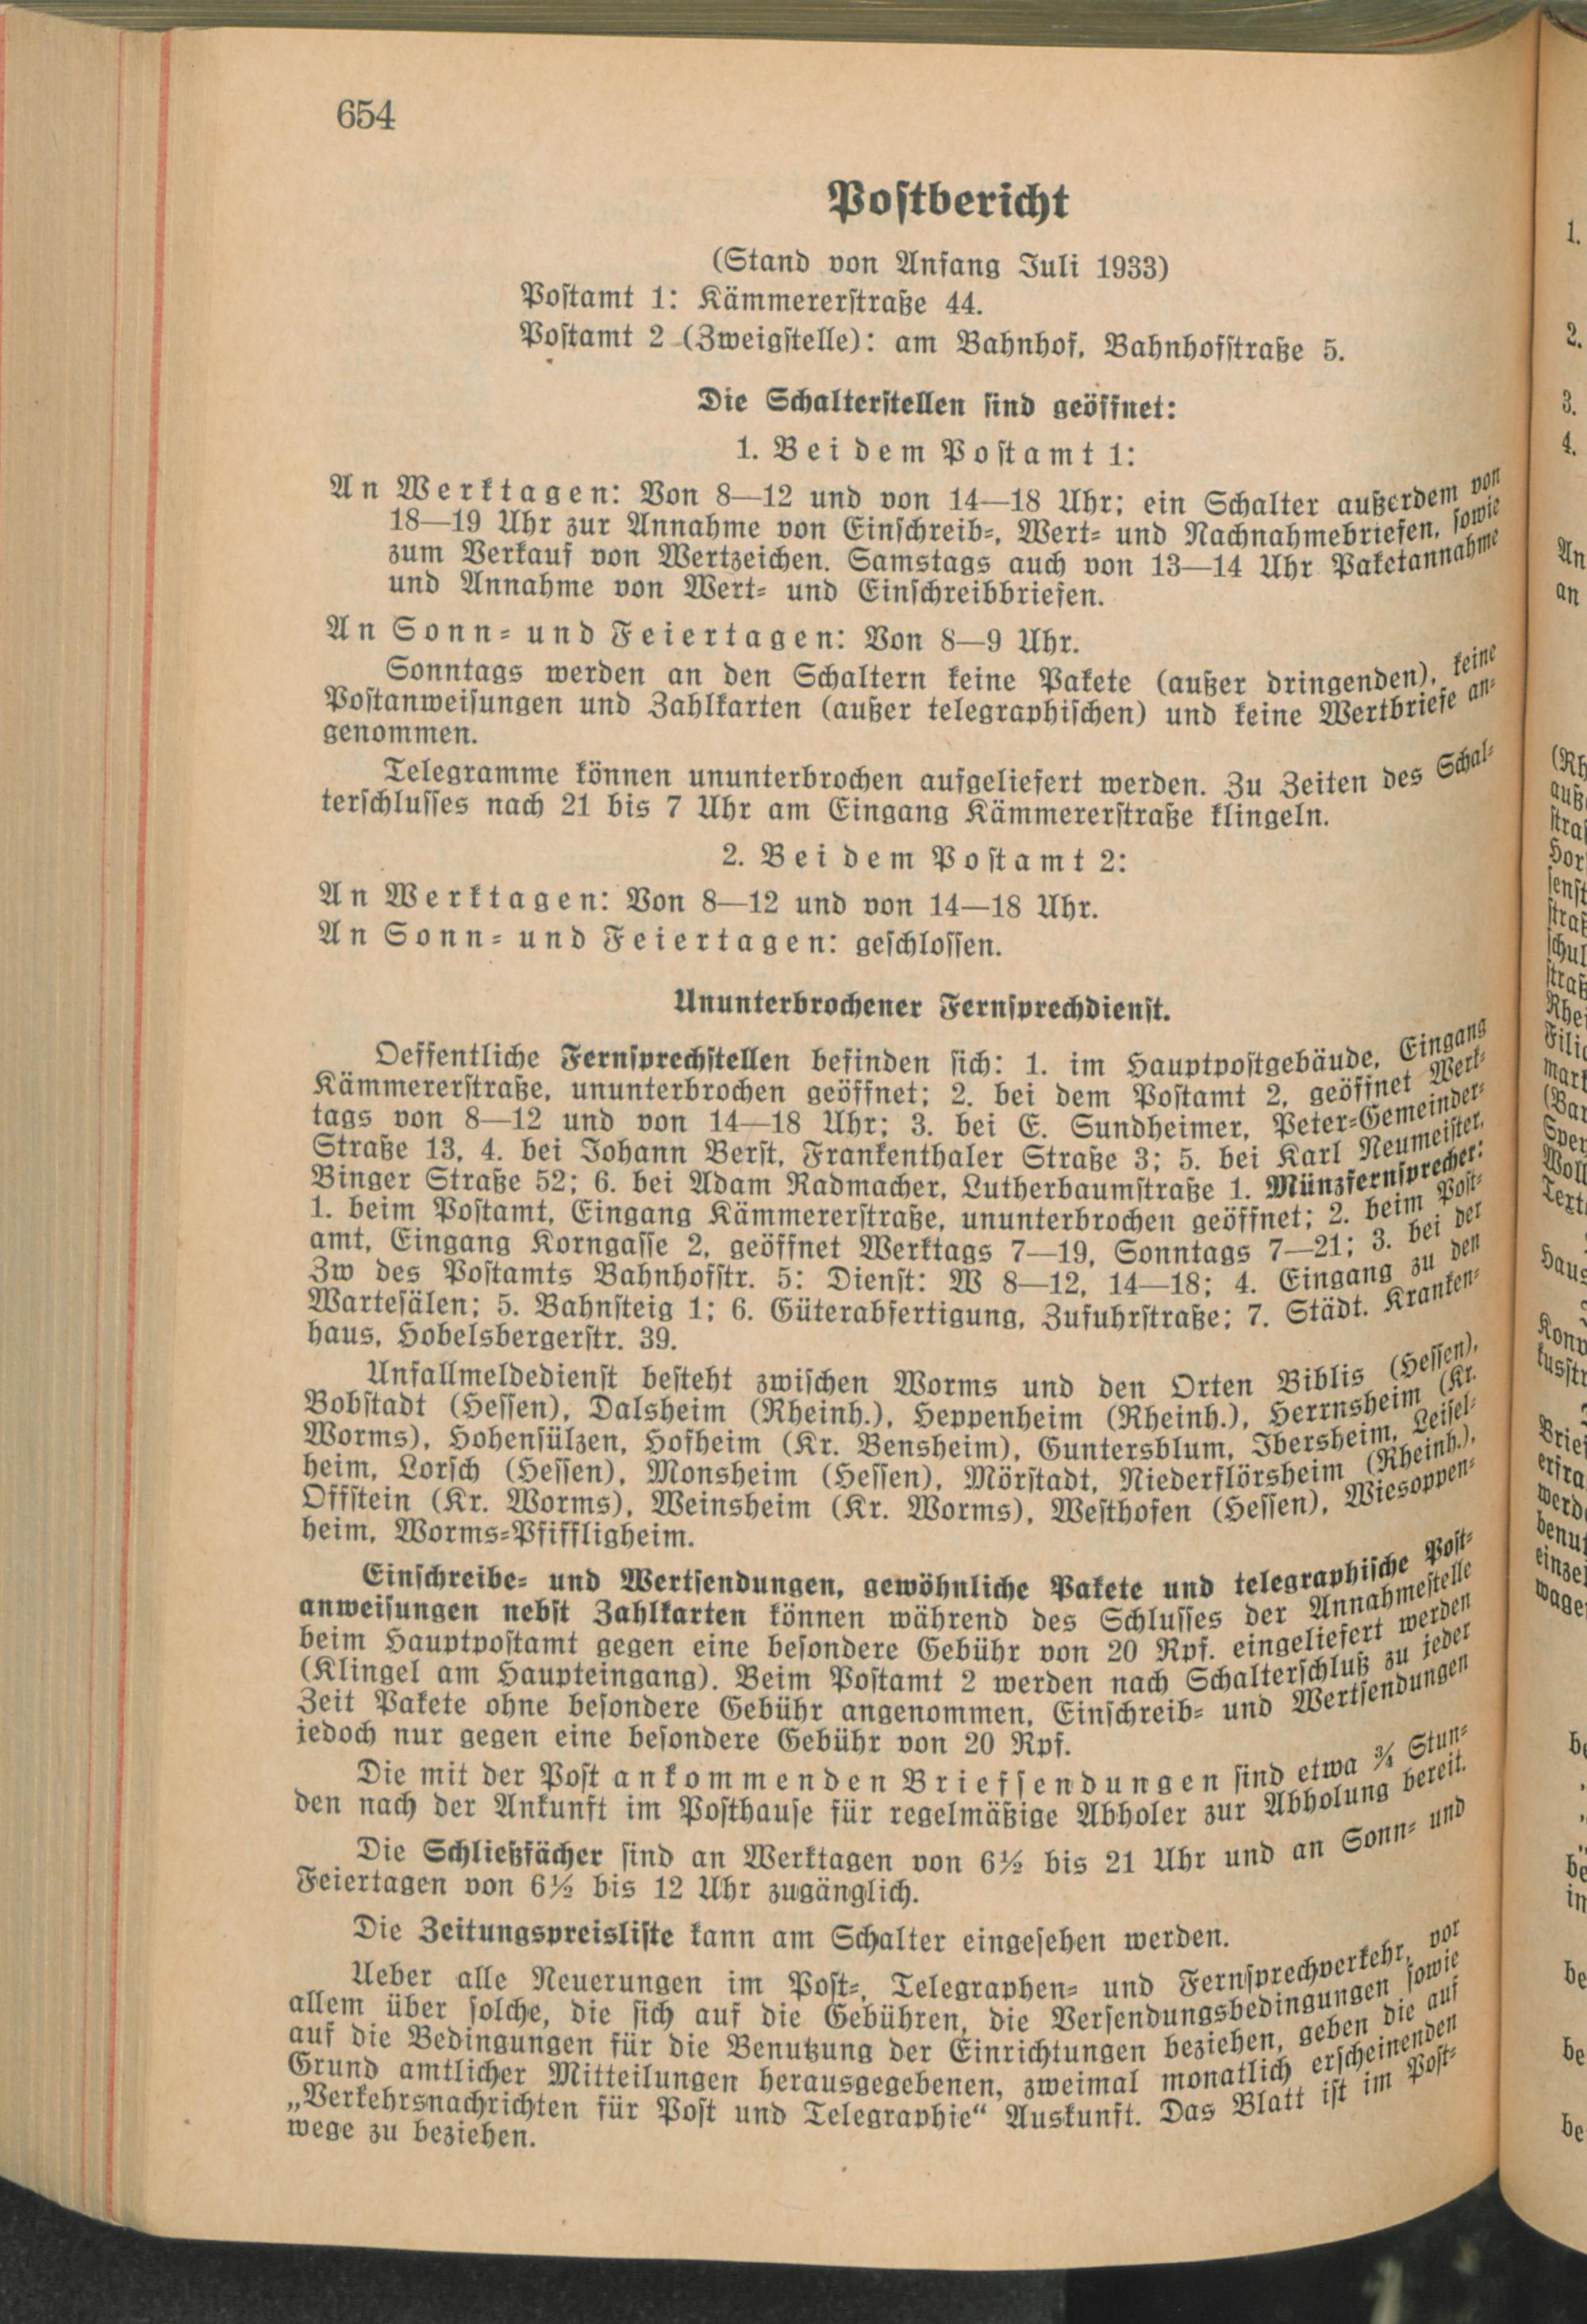 654
Postbericht
(Stand von Anfang Juli 1933)
Postamt 1: Kämmererstraße 44.
Postamt 2 (Zweigstelle): am Bahnhof, Bahnhofstraße 5.
Die Schalterstellen sind geöffnet:
1. Bei dem Postamt 1:
An Werktagen: Von 8—12 und von 14—18 Uhr; ein Schalter außerdem von
18—19 Uhr zur Annahme von Einschreib-, Wert- und Nachnahmebriefen, sowie
zum Verkauf von Wertzeichen. Samstags auch von 13—14 Uhr Paketannahme
und Annahme von Wert- und Einschreibbriefen.
An Sonn- und Feiertagen: Von 8—9 Uhr.
Sonntags werden an den Schaltern keine Pakete (außer dringenden), keine
Postanweisungen und Zahlkarten (außer telegraphischen) und keine Wertbriefe an-
genommen.
Telegramme können ununterbrochen aufgeliefert werden. Zu Zeiten des Schal-
terschlusses nach 21 bis 7 Uhr am Eingang Kämmererstraße klingeln.
2. Bei dem Postamt 2:
An Werktagen: Von 8—12 und von 14—18 Uhr.
An Sonn- und Feiertagen: geschlossen.
Ununterbrochener Fernsprechdienst.
Oeffentliche Fernsprechstellen befinden sich: 1. im Hauptpostgebäude, Eingang
Kämmererstraße, ununterbrochen geöffnet; 2. bei dem Postamt 2, geöffnet Werk-
tags von 8—12 und von 14—18 Uhr; 3. bei E. Sundheimer, Peter-Gemeinder-
Straße 13, 4. bei Johann Berst, Frankenthaler Straße 3; 5. bei Karl Neumeister,
Binger Straße 52; 6. bei Adam Radmacher, Lutherbaumstraße 1. Münzfernsprecher:
1. beim Postamt, Eingang Kämmererstraße, ununterbrochen geöffnet; 2. beim Post-
amt, Eingang Korngasse 2, geöffnet Werktags 7—19, Sonntags 7—21; 3. bei der
Zw des Postamts Bahnhofstr. 5: Dienst: W 8—12, 14—18; 4. Eingang zu den
Wartesälen; 5. Bahnsteig 1; 6. Güterabfertigung, Zufuhrstraße; 7. Städt. Kranken-
haus, Hobelsbergerstr. 39.
Unfallmeldedienst besteht zwischen Worms und den Orten Biblis (Hessen),
Bobstadt (Hessen), Dalsheim (Rheinh.), Heppenheim (Rheinh.), Herrnsheim (Kr.
Worms), Hohensülzen, Hofheim (Kr. Bensheim), Guntersblum, Ibersheim, Leisel-
heim, Lorsch (Hessen), Monsheim (Hessen), Mörstadt, Niederflörsheim (Rheinh.),
Offstein (Kr. Worms), Weinsheim (Kr. Worms), Westhofen (Hessen), Wiesoppen-
heim, Worms-Pfiffligheim.
Einschreibe- und Wertsendungen, gewöhnliche Pakete und telegraphische Post-
anweisungen nebst Zahlkarten können während des Schlusses der Annahmestelle
beim Hauptpostamt gegen eine besondere Gebühr von 20 Rpf. eingeliefert werden
(Klingel am Haupteingang). Beim Postamt 2 werden nach Schalterschluß zu jeder
Zeit Pakete ohne besondere Gebühr angenommen, Einschreib- und Wertsendungen
jedoch nur gegen eine besondere Gebühr von 20 Rpf.
Die mit der Post ankommenden Briefsendungen sind etwa ¾ Stun-
den nach der Ankunft im Posthause für regelmäßige Abholer zur Abholung bereit.
Die Schließfächer sind an Werktagen von 6½ bis 21 Uhr und an Sonn- und
Feiertagen von 6½ bis 12 Uhr zugänglich.
Die Zeitungspreisliste kann am Schalter eingesehen werden.
Ueber alle Neuerungen im Post-, Telegraphen- und Fernsprechverkehr, vor
allem über solche, die sich auf die Gebühren, die Versendungsbedingungen sowie
auf die Bedingungen für die Benutzung der Einrichtungen beziehen, geben die auf
Grund amtlicher Mitteilungen herausgegebenen, zweimal monatlich erscheinenden
„Verkehrsnachrichten für Post und Telegraphie“ Auskunft. Das Blatt ist im Post-
wege zu beziehen.
1.
2.
3.
4.
An
an